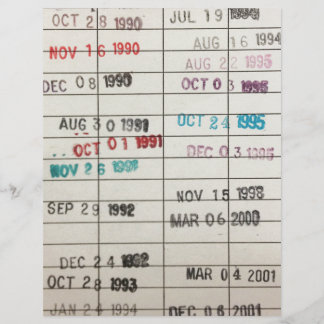 OCT 28 1990
NOV 16 1990
DEC 08 1990
AUG 30 1991
OCT 01 1991
NOV 26 1991
SEP 29 1992
DEC 24 1992
OCT 28 1993
JAN 24 1994
JUL 19
AUG 16 1994
AUG 22 1995
OCT 03 1995
OCT 24 1995
DEC 03 1995
NOV 15 1998
MAR 06 2000
MAR 04 2001
DEC 06 2001